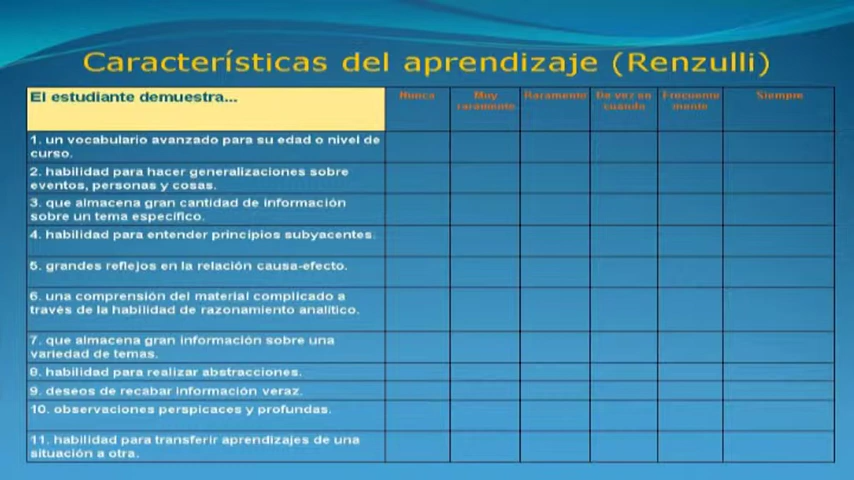 Características del aprendizaje (Renzulli)
El estudiante demuestra...
Nunca
Muy
raramente
Raramente
De vez en
cuando
Frecuente
mente
Siempre
1. un vocabulario avanzado para su edad o nivel de
curso.
2. habilidad para hacer generalizaciones sobre
eventos, personas y cosas.
3. que almacena gran cantidad de información
sobre un tema específico.
4. habilidad para entender principios subyacentes.
5. grandes reflejos en la relación causa-efecto.
6. una comprensión del material complicado a
través de la habilidad de razonamiento analítico.
7. que almacena gran información sobre una
variedad de temas.
8. habilidad para realizar abstracciones.
9. deseos de recabar información veraz.
10. observaciones perspicaces y profundas.
11. habilidad para transferir aprendizajes de una
situación a otra.